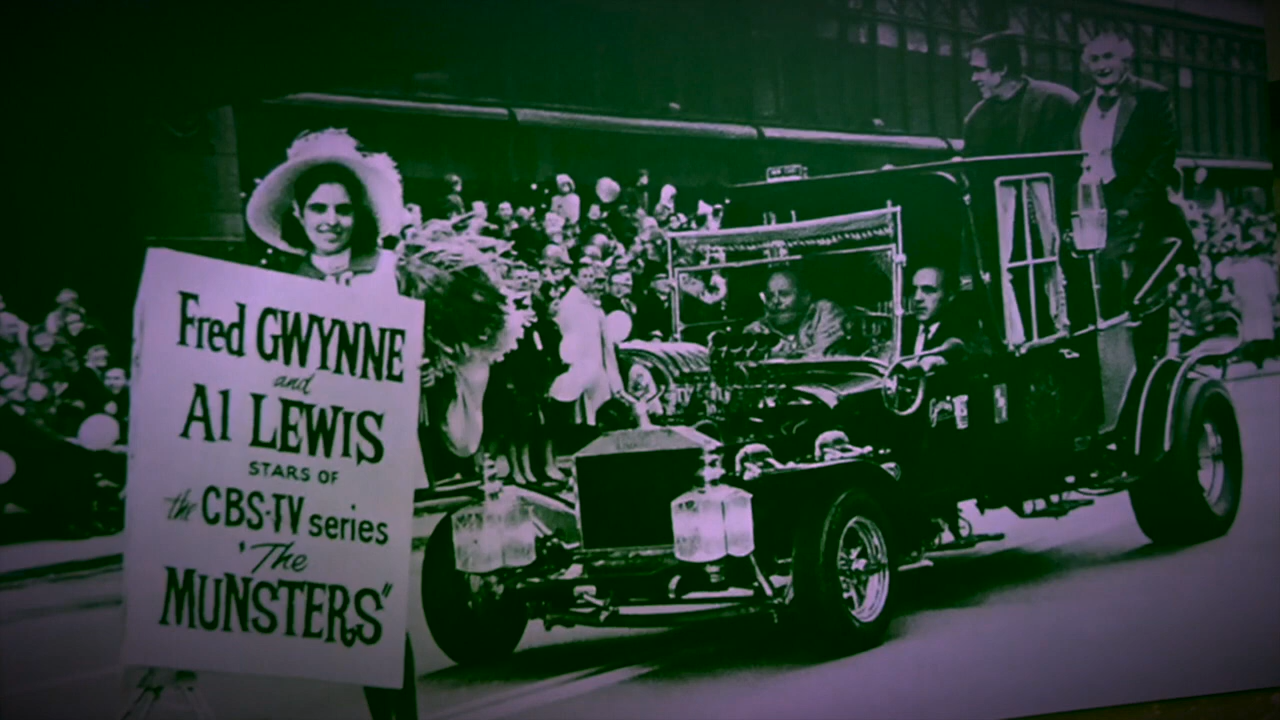 Fred GWYNNE
and
Al LEWIS
STARS OF
the CBS-TV series
"The
MUNSTERS"